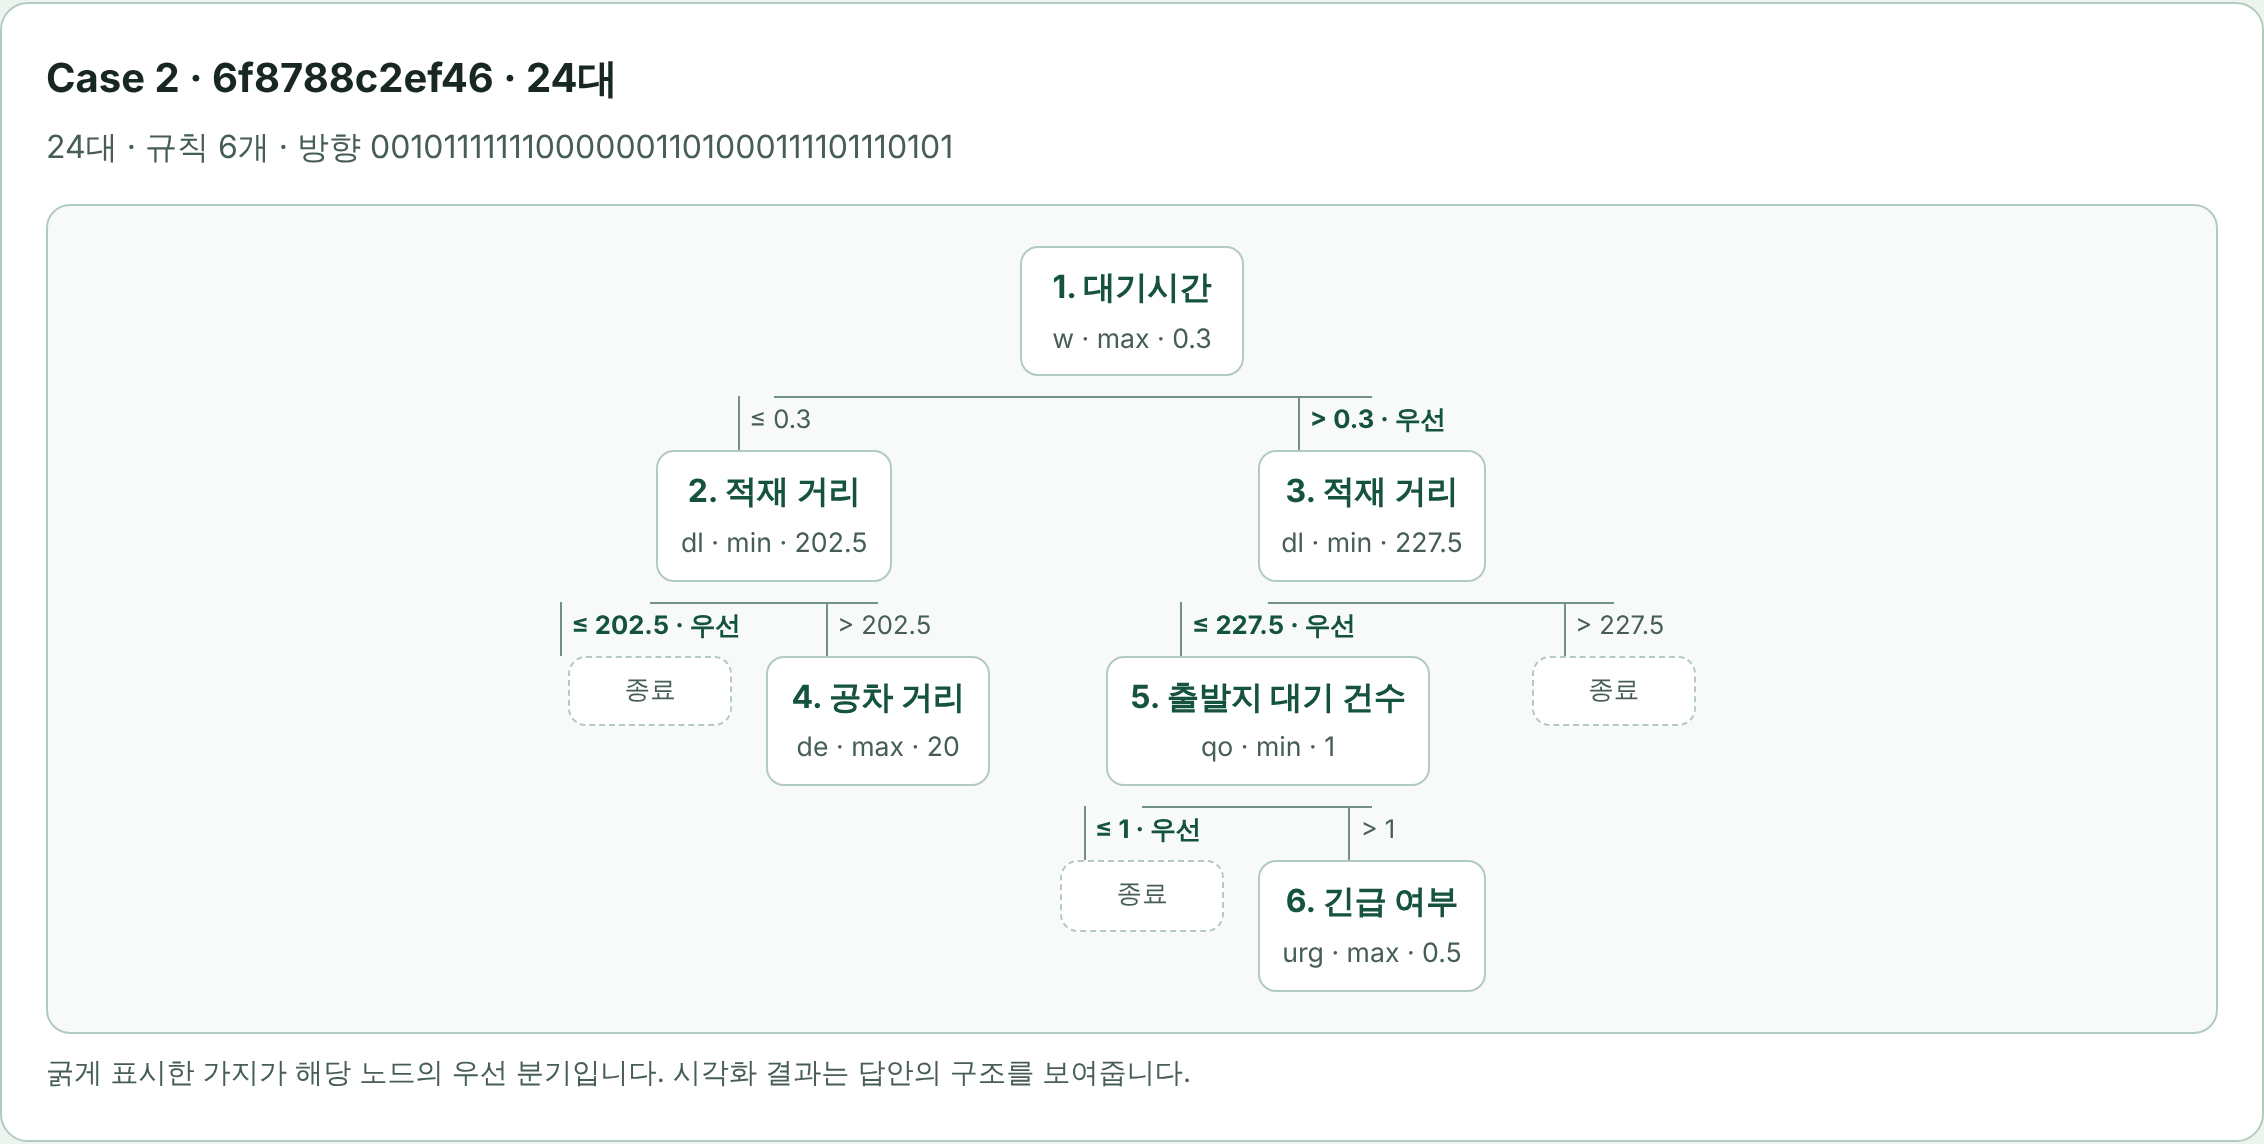 Case 2 · 6f8788c2ef46 · 24대
24대 · 규칙 6개 · 방향 001011111110000001101000111101110101
1. 대기시간
w · max · 0.3
≤ 0.3
> 0.3 · 우선
2. 적재 거리
dl · min · 202.5
3. 적재 거리
dl · min · 227.5
≤ 202.5 · 우선
> 202.5
≤ 227.5 · 우선
> 227.5
종료
4. 공차 거리
de · max · 20
5. 출발지 대기 건수
qo · min · 1
종료
≤ 1 · 우선
> 1
종료
6. 긴급 여부
urg · max · 0.5
굵게 표시한 가지가 해당 노드의 우선 분기입니다. 시각화 결과는 답안의 구조를 보여줍니다.